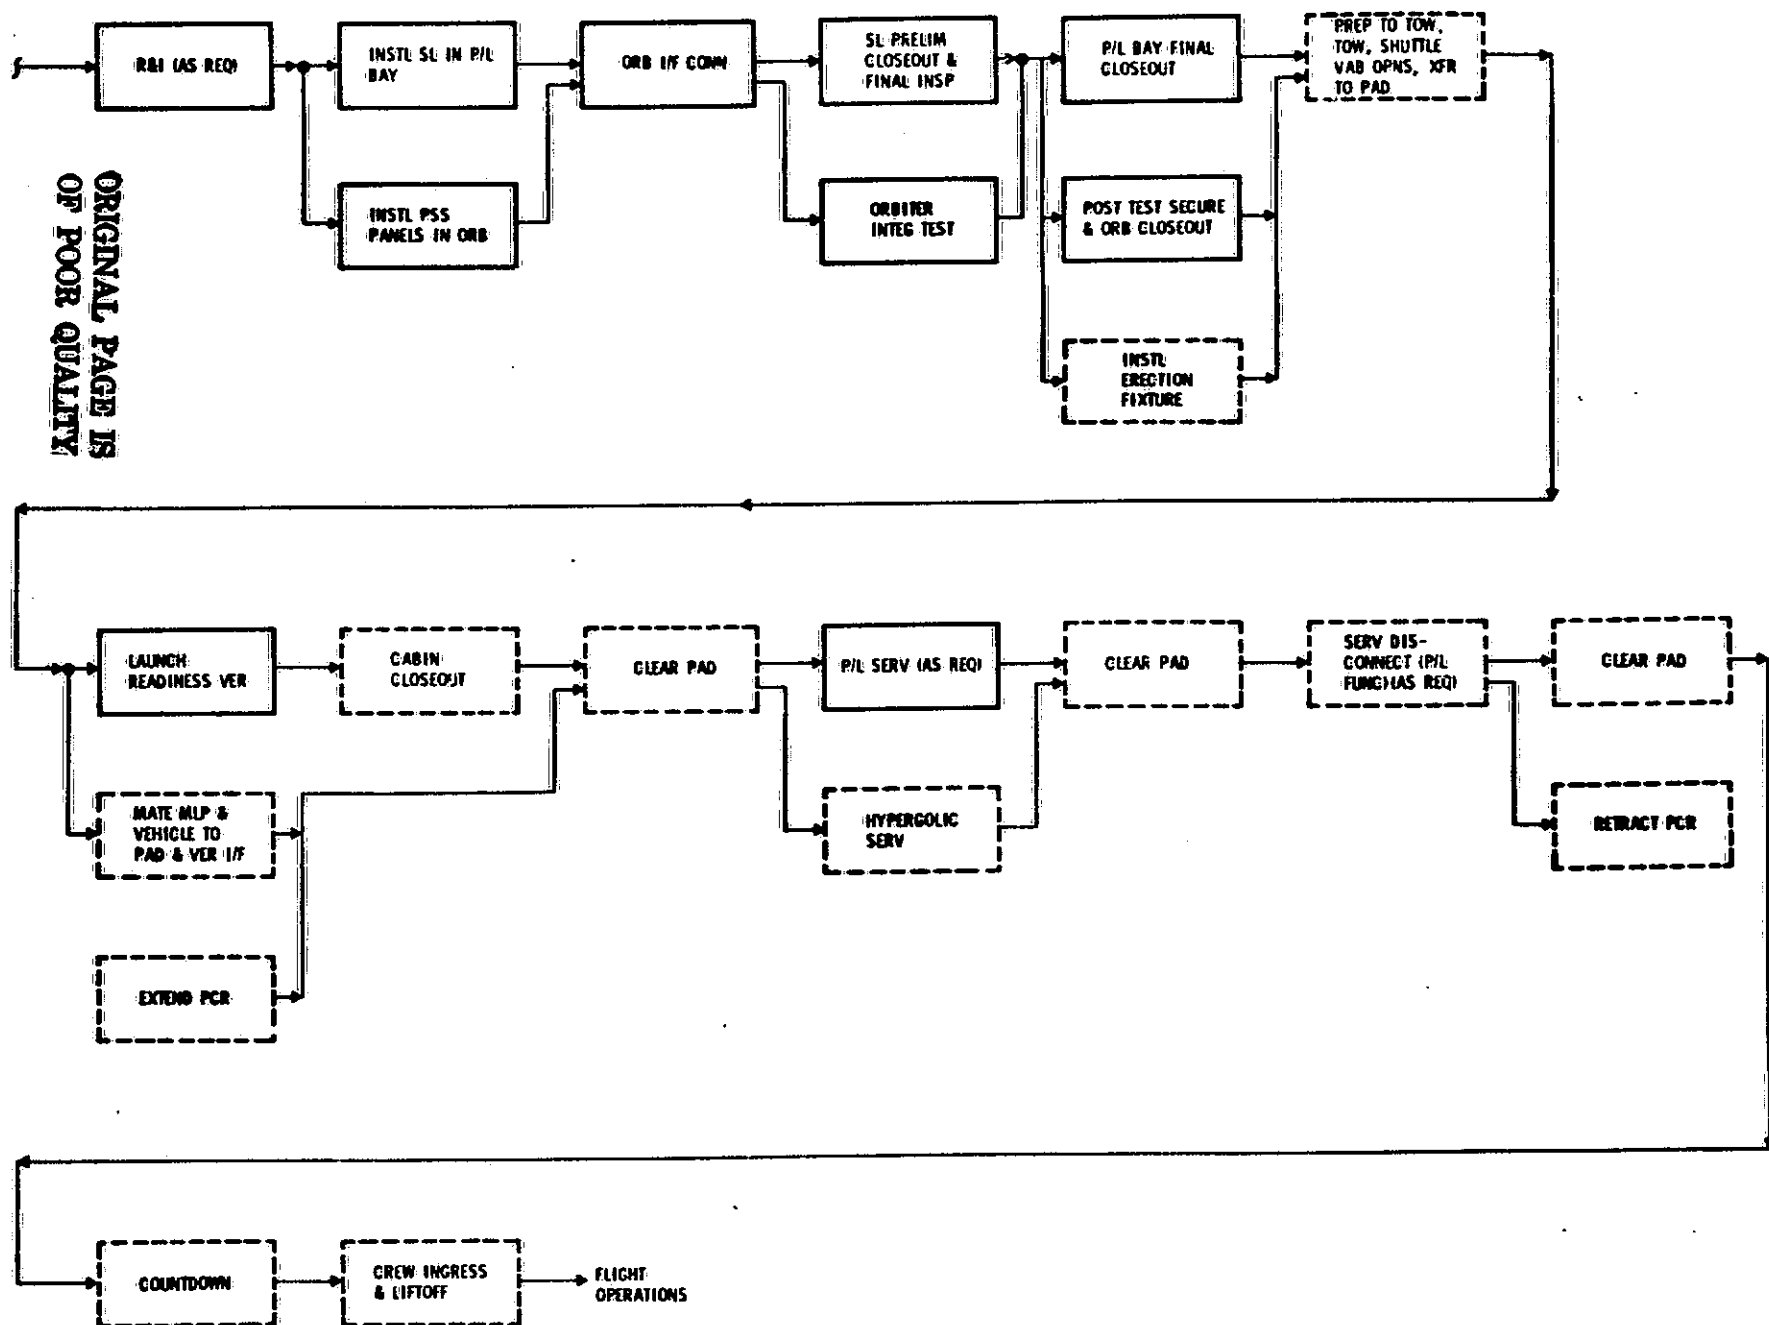 R&I (AS REQ)
INSTL SL IN P/L
BAY
ORB I/F CONN
SL PRELIM
CLOSEOUT &
FINAL INSP
P/L BAY FINAL
CLOSEOUT
PREP TO TOW,
TOW, SHUTTLE
VAB OPNS, XFR
TO PAD
INSTL PSS
PANELS IN ORB
ORBITER
INTEG TEST
POST TEST SECURE
& ORB CLOSEOUT
INSTL
ERECTION
FIXTURE
ORIGINAL PAGE IS
OF POOR QUALITY
LAUNCH
READINESS VER
CABIN
CLOSEOUT
CLEAR PAD
P/L SERV (AS REQ)
CLEAR PAD
SERV DIS-
CONNECT (P/L
FUNC)(AS REQ)
CLEAR PAD
MATE MLP &
VEHICLE TO
PAD & VER I/F
HYPERGOLIC
SERV
RETRACT PCR
EXTEND PCR
COUNTDOWN
CREW INGRESS
& LIFTOFF
FLIGHT
OPERATIONS